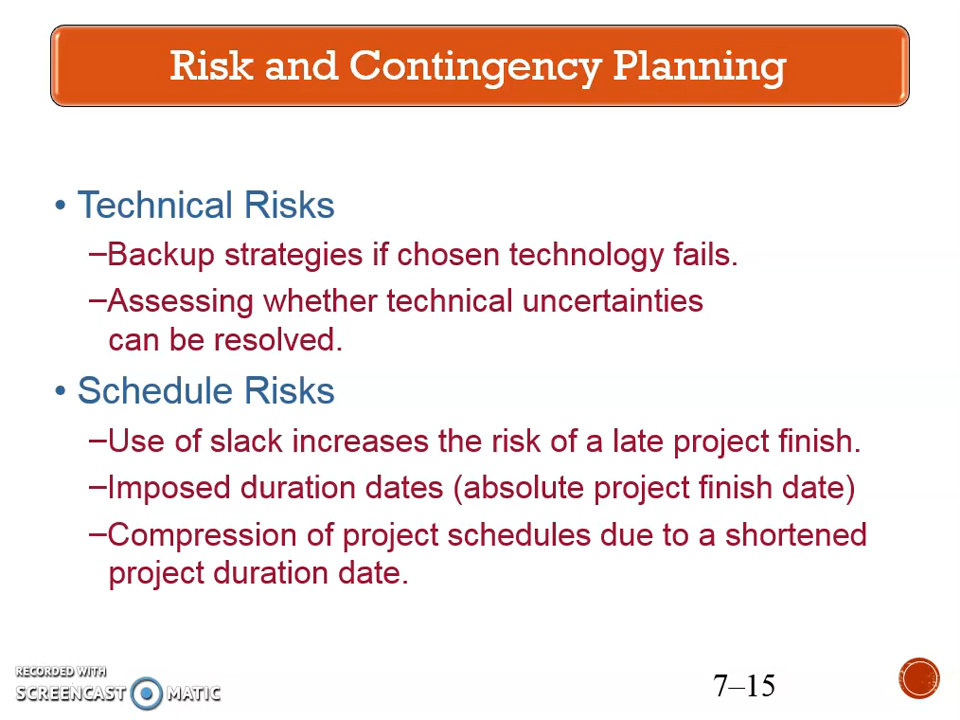 Risk and Contingency Planning
• Technical Risks
–Backup strategies if chosen technology fails.
–Assessing whether technical uncertainties
can be resolved.
• Schedule Risks
–Use of slack increases the risk of a late project finish.
–Imposed duration dates (absolute project finish date)
–Compression of project schedules due to a shortened
project duration date.
RECORDED WITH
SCREENCAST MATIC
7–15